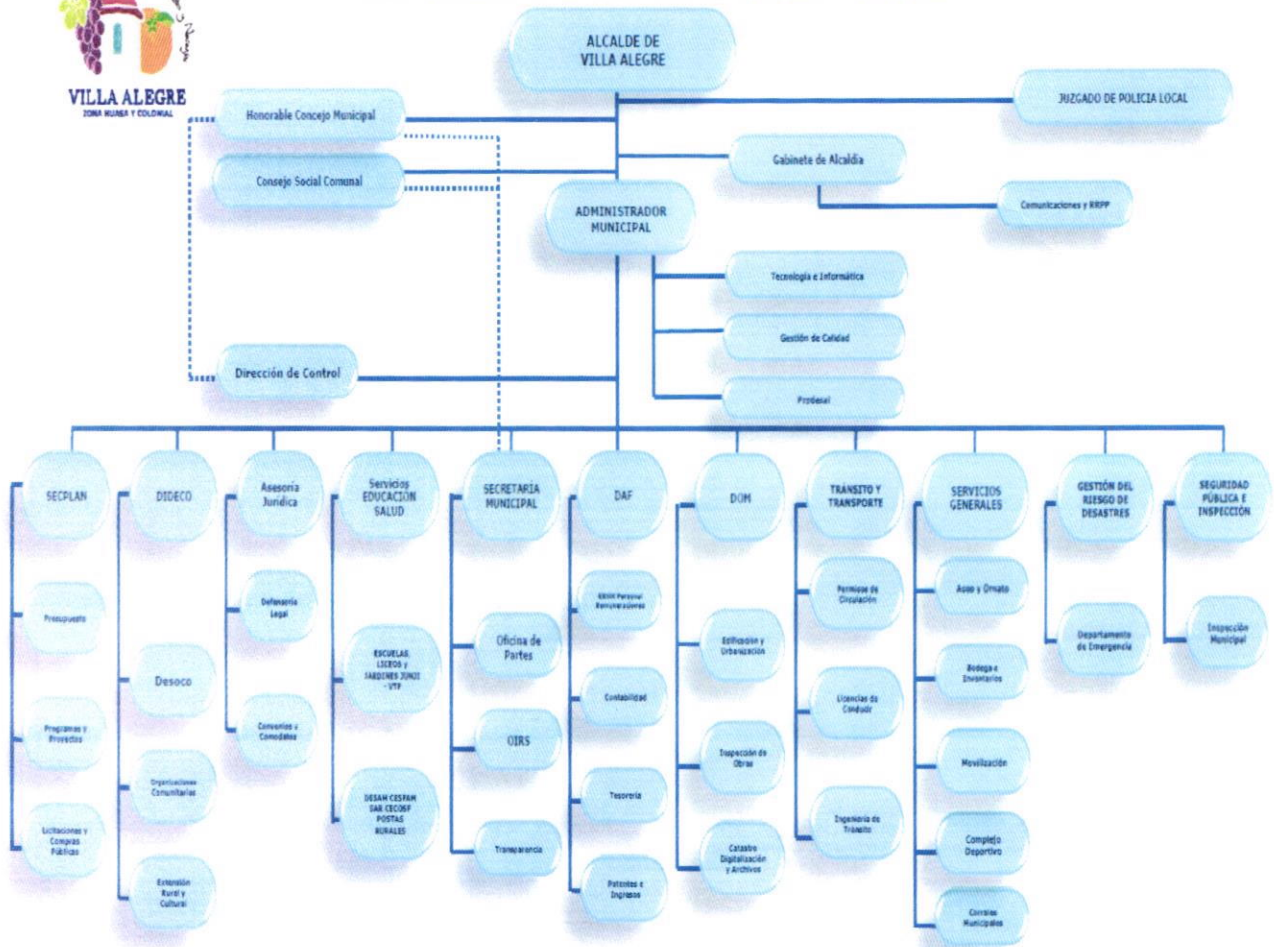 VILLA ALEGRE
ZONA HUASA Y COLONIAL
ALCALDE DE
VILLA ALEGRE
JUZGADO DE POLICIA LOCAL
Honorable Concejo Municipal
Gabinete de Alcaldía
Consejo Social Comunal
Comunicaciones y RRPP
ADMINISTRADOR
MUNICIPAL
Tecnología e Informática
Gestión de Calidad
Dirección de Control
Prodesal
SECPLAN
DIDECO
Asesoría
Jurídica
Servicios
EDUCACIÓN
SALUD
SECRETARIA
MUNICIPAL
DAF
DOM
TRÁNSITO Y
TRANSPORTE
SERVICIOS
GENERALES
GESTIÓN DEL
RIESGO DE
DESASTRES
SEGURIDAD
PÚBLICA E
INSPECCIÓN
Presupuesto
Programas y
Proyectos
Licitaciones y
Compras
Públicas
Desoco
Organizaciones
Comunitarias
Extensión
Rural y
Cultural
Defensoría
Legal
Convenios y
Comodatos
ESCUELAS,
LICEOS y
JARDINES JUNJI
- VTF
DESAM CESFAM
SAR CECOSF
POSTAS
RURALES
Oficina de
Partes
OIRS
Transparencia
RRHH Personal
Remuneraciones
Contabilidad
Tesorería
Patentes e
Ingresos
Edificación y
Urbanización
Inspección de
Obras
Catastro
Digitalización
y Archivos
Permisos de
Circulación
Licencias de
Conducir
Ingeniería de
Tránsito
Aseo y Ornato
Bodega e
Inventarios
Movilización
Complejo
Deportivo
Corrales
Municipales
Departamento
de Emergencia
Inspección
Municipal